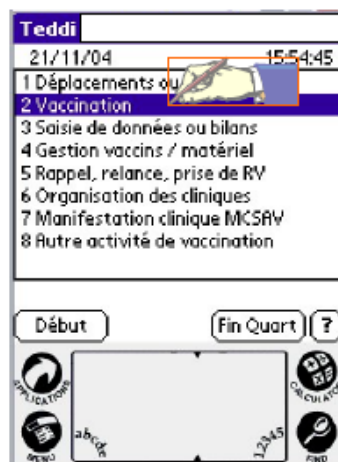 Teddi
21/11/04 15:54:45
1 Déplacements ou
2 Vaccination
3 Saisie de données ou bilans
4 Gestion vaccins / matériel
5 Rappel, relance, prise de RV
6 Organisation des cliniques
7 Manifestation clinique MCSAV
8 Autre activité de vaccination
Début Fin Quart ?
APPLICATIONS CALCULATOR
MENU abcde 12345 FIND